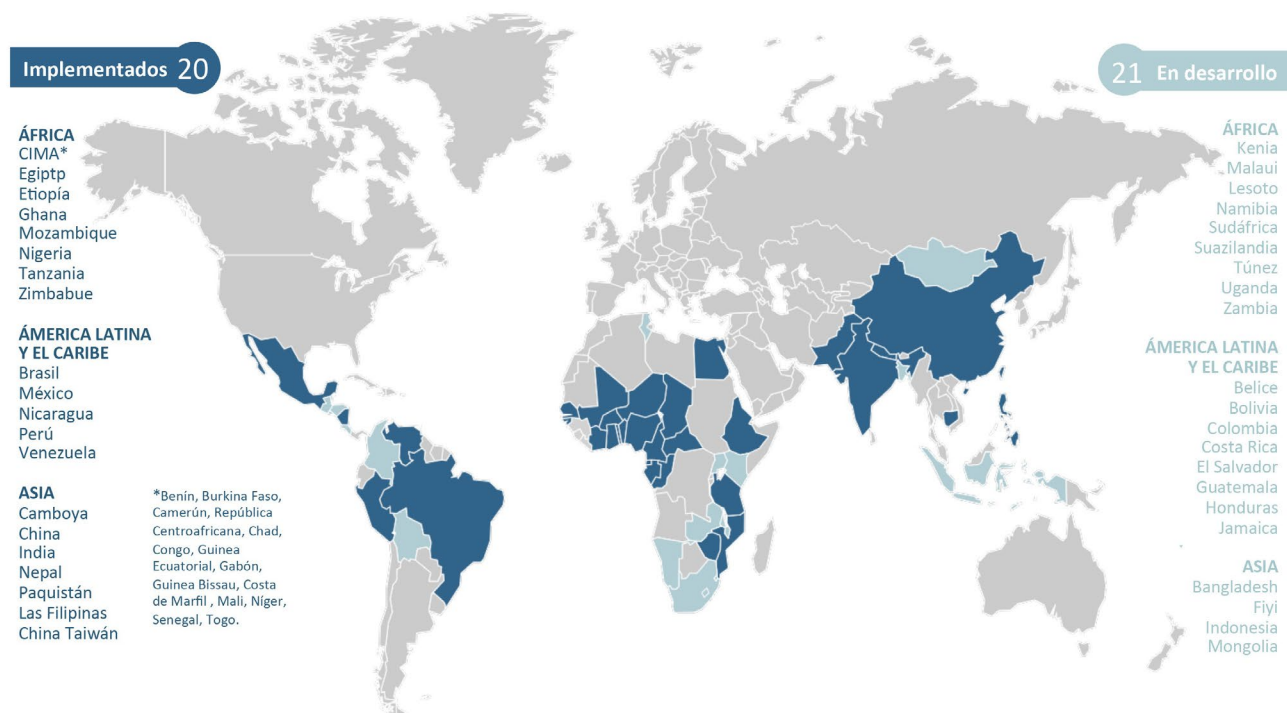 Implementados 20
ÁFRICA
CIMA*
Egiptp
Etiopía
Ghana
Mozambique
Nigeria
Tanzania
Zimbabue
ÁMERICA LATINA
Y EL CARIBE
Brasil
México
Nicaragua
Perú
Venezuela
ASIA
Camboya
China
India
Nepal
Paquistán
Las Filipinas
China Taiwán
*Benín, Burkina Faso,
Camerún, República
Centroafricana, Chad,
Congo, Guinea
Ecuatorial, Gabón,
Guinea Bissau, Costa
de Marfil , Mali, Níger,
Senegal, Togo.
21 En desarrollo
ÁFRICA
Kenia
Malaui
Lesoto
Namibia
Sudáfrica
Suazilandia
Túnez
Uganda
Zambia
ÁMERICA LATINA
Y EL CARIBE
Belice
Bolivia
Colombia
Costa Rica
El Salvador
Guatemala
Honduras
Jamaica
ASIA
Bangladesh
Fiyi
Indonesia
Mongolia